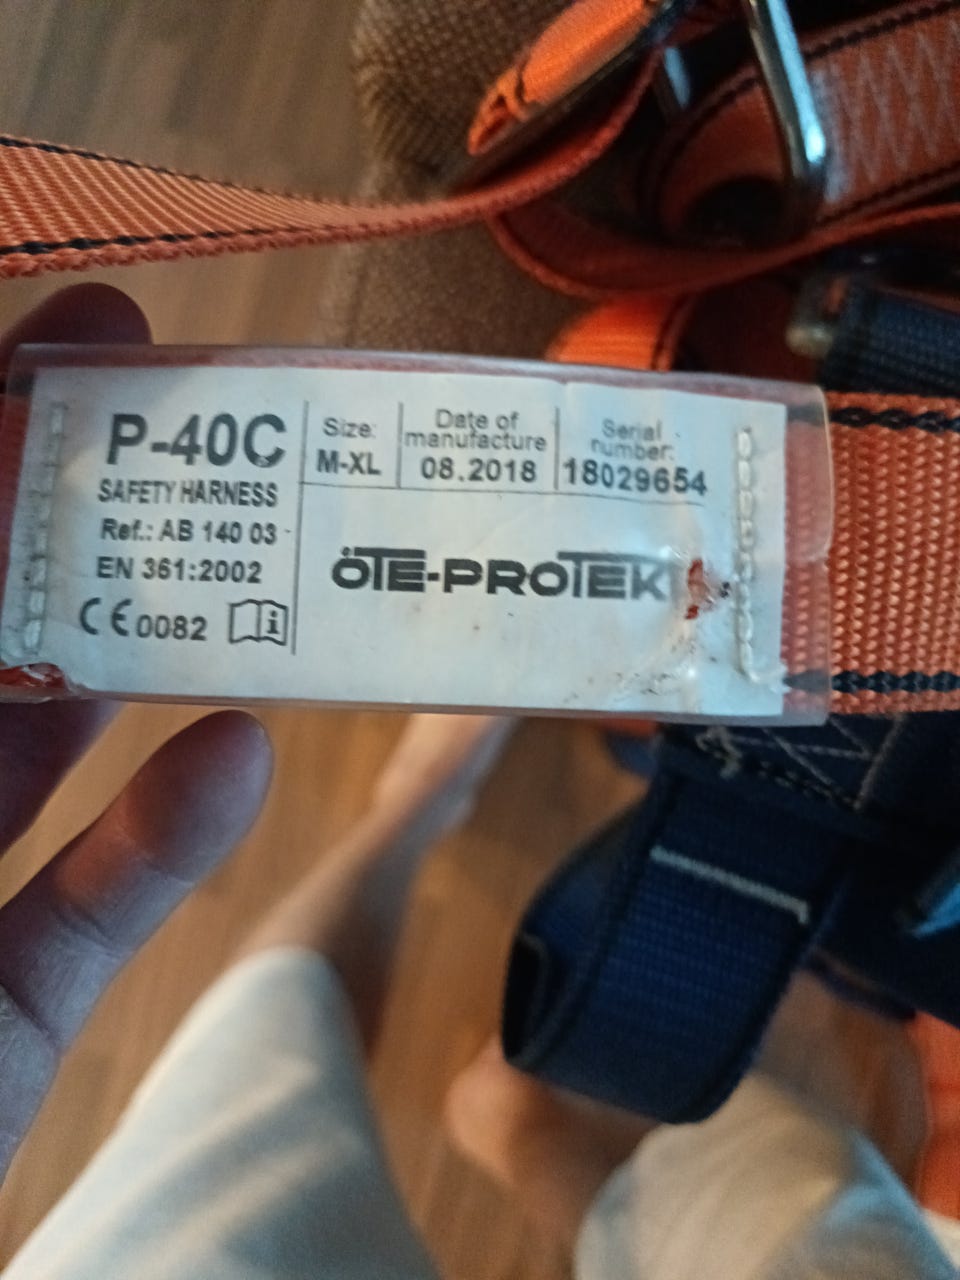 P-40C
SAFETY HARNESS
Ref.: AB 140 03
EN 361:2002
CE 0082
Size:
M-XL
Date of
manufacture
08.2018
Serial
number:
18029654
ÖTE-PROTEK